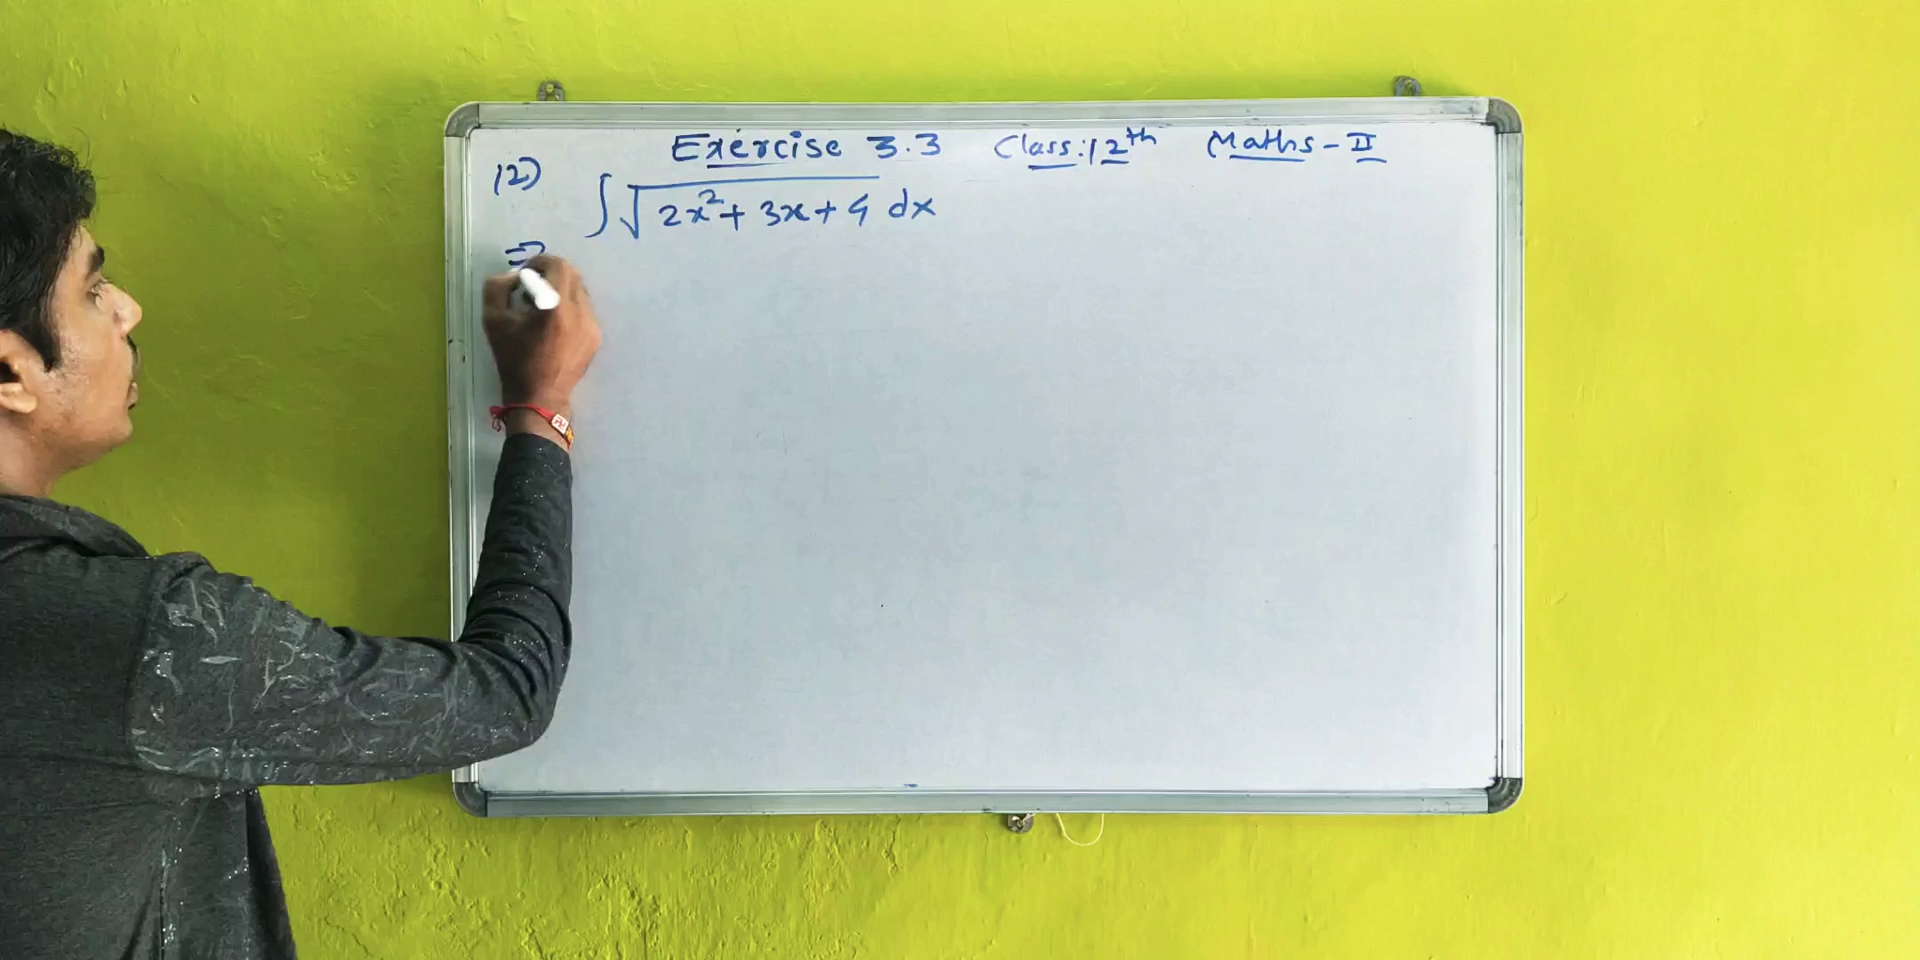 Exercise 3.3 Class:12th Maths-II
12)
∫√2x²+3x+4 dx
⇒